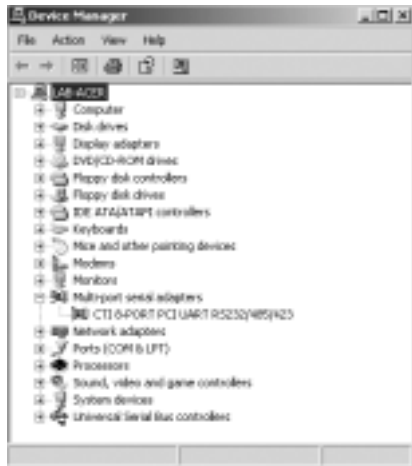 Device Manager
File Action View Help
LAB-ACER
Computer
Disk drives
Display adapters
DVD/CD-ROM drives
Floppy disk controllers
Floppy disk drives
IDE ATA/ATAPI controllers
Keyboards
Mice and other pointing devices
Modems
Monitors
Multi-port serial adapters
CTI 8-PORT PCI UART RS232/485/423
Network adapters
Ports (COM & LPT)
Processors
Sound, video and game controllers
System devices
Universal Serial Bus controllers